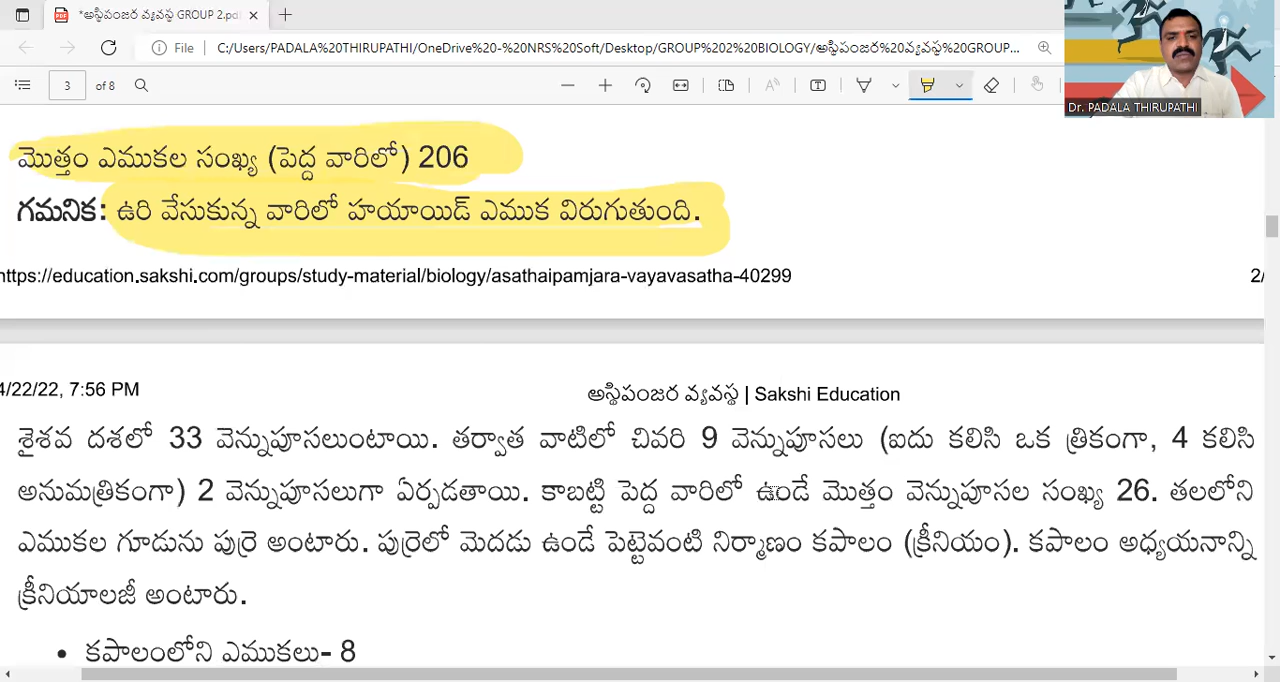 *అస్థిపంజర వ్యవస్థ GROUP 2.pdf
File
C:/Users/PADALA%20THIRUPATHI/OneDrive%20-%20NRS%20Soft/Desktop/GROUP%202%20BIOLOGY/అస్థిపంజర%20వ్యవస్థ%20GROUP...
3 of 8
Dr. PADALA THIRUPATHI
మొత్తం ఎముకల సంఖ్య (పెద్ద వారిలో) 206
గమనిక: ఉరి వేసుకున్న వారిలో హయాయిడ్ ఎముక విరుగుతుంది.
https://education.sakshi.com/groups/study-material/biology/asathaipamjara-vayavasatha-40299 2/
4/22/22, 7:56 PM అస్థిపంజర వ్యవస్థ | Sakshi Education
శైశవ దశలో 33 వెన్నుపూసలుంటాయి. తర్వాత వాటిలో చివరి 9 వెన్నుపూసలు (ఐదు కలిసి ఒక త్రికంగా, 4 కలిసి
అనుమత్రికంగా) 2 వెన్నుపూసలుగా ఏర్పడతాయి. కాబట్టి పెద్ద వారిలో ఉండే మొత్తం వెన్నుపూసల సంఖ్య 26. తలలోని
ఎముకల గూడును పుర్రె అంటారు. పుర్రెలో మెదడు ఉండే పెట్టెవంటి నిర్మాణం కపాలం (క్రీనియం). కపాలం అధ్యయనాన్ని
క్రీనియాలజీ అంటారు.
• కపాలంలోని ఎముకలు- 8